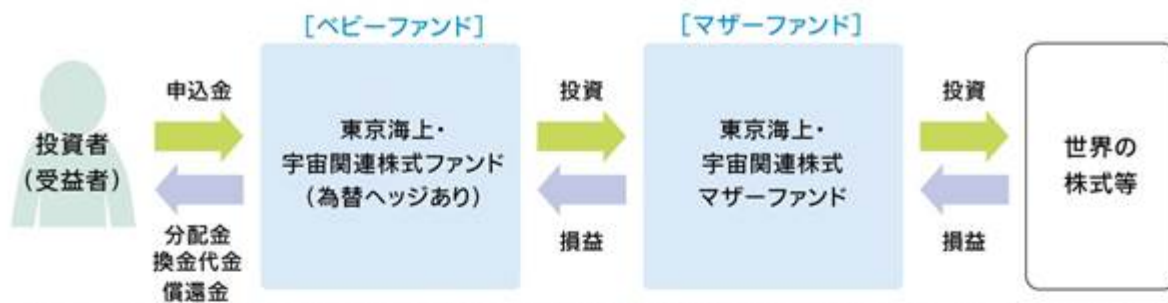 [ベビーファンド]
[マザーファンド]
投資者
(受益者)
申込金
分配金
換金代金
償還金
東京海上・
宇宙関連株式ファンド
(為替ヘッジあり)
投資
損益
東京海上・
宇宙関連株式
マザーファンド
投資
損益
世界の
株式等